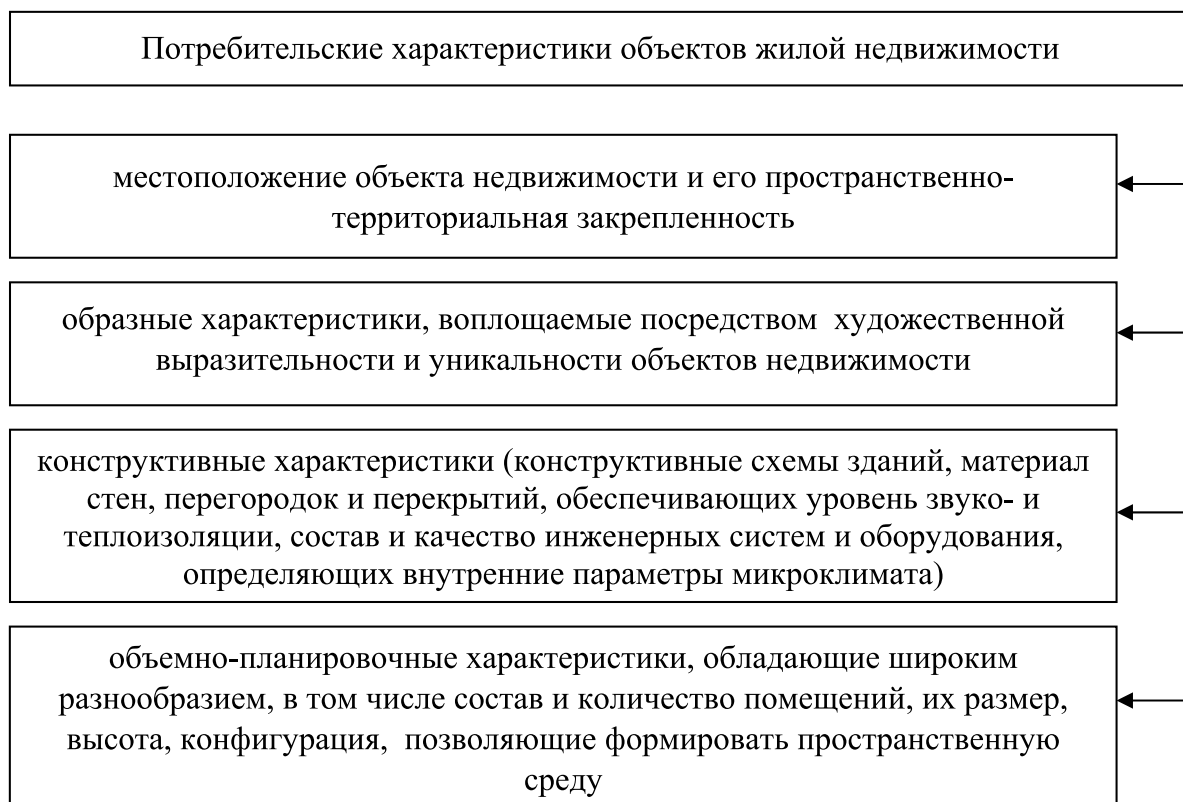 Потребительские характеристики объектов жилой недвижимости
местоположение объекта недвижимости и его пространственно-
территориальная закрепленность
образные характеристики, воплощаемые посредством художественной
выразительности и уникальности объектов недвижимости
конструктивные характеристики (конструктивные схемы зданий, материал
стен, перегородок и перекрытий, обеспечивающих уровень звуко- и
теплоизоляции, состав и качество инженерных систем и оборудования,
определяющих внутренние параметры микроклимата)
объемно-планировочные характеристики, обладающие широким
разнообразием, в том числе состав и количество помещений, их размер,
высота, конфигурация, позволяющие формировать пространственную
среду